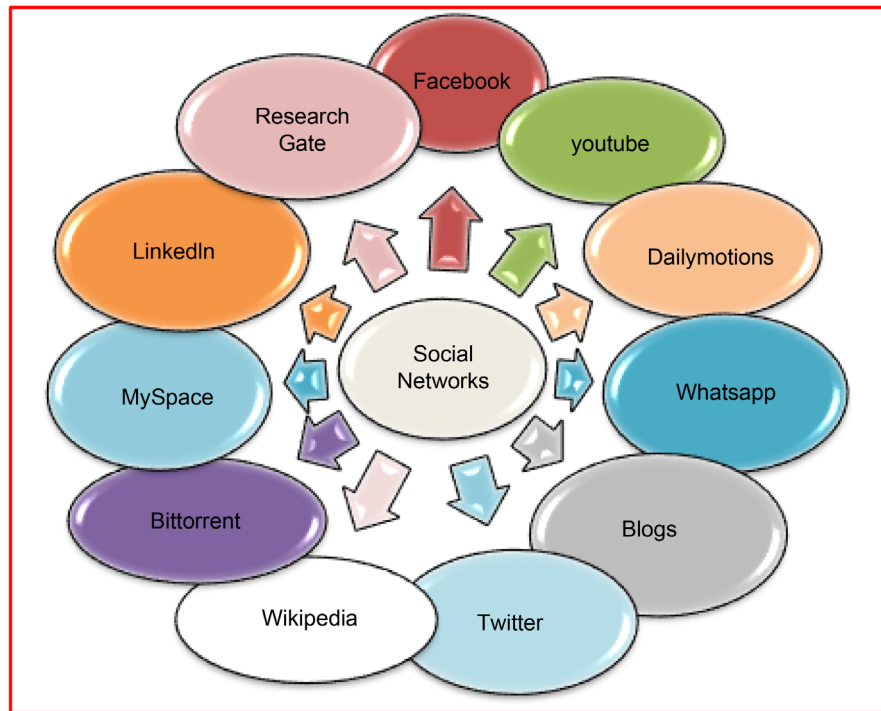 Facebook
Research
Gate
youtube
LinkedIn
Dailymotions
Social
Networks
MySpace
Whatsapp
Bittorrent
Blogs
Wikipedia
Twitter